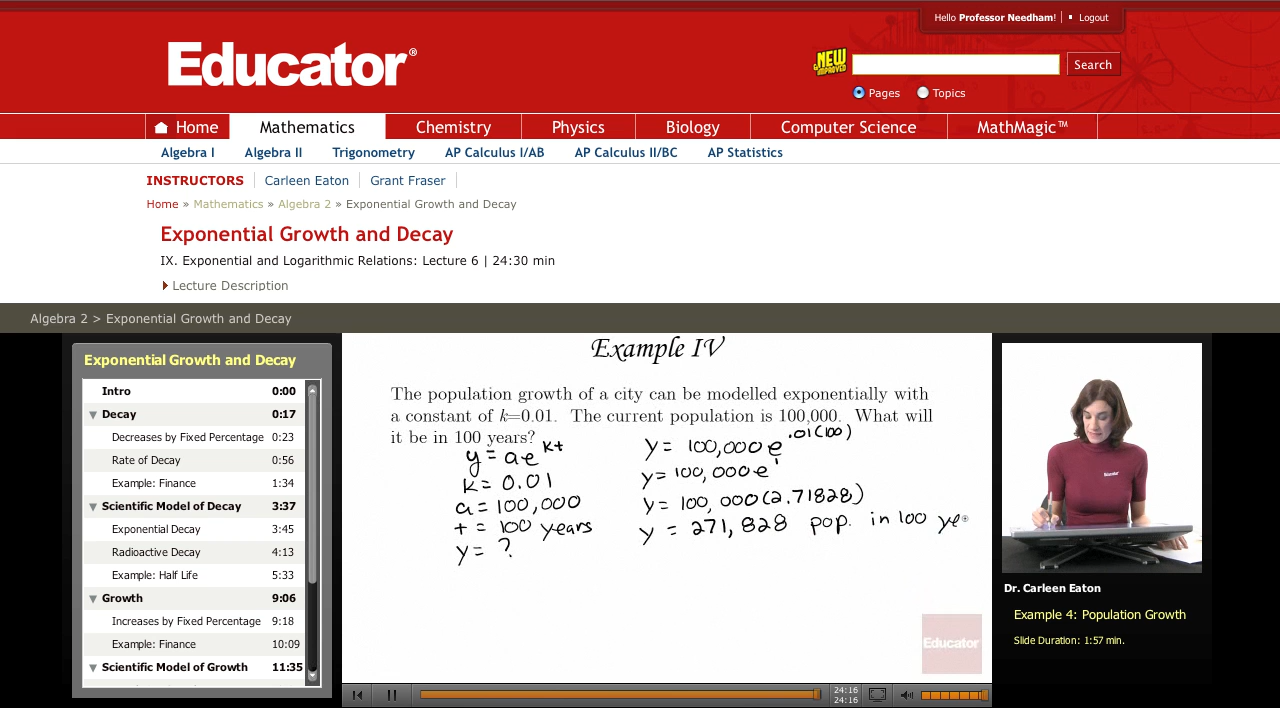 Hello Professor Needham! Logout
Educator®
NEW
IMPROVED
Search
Pages Topics
Home Mathematics Chemistry Physics Biology Computer Science MathMagic™
Algebra I Algebra II Trigonometry AP Calculus I/AB AP Calculus II/BC AP Statistics
INSTRUCTORS Carleen Eaton Grant Fraser
Home » Mathematics » Algebra 2 » Exponential Growth and Decay
Exponential Growth and Decay
IX. Exponential and Logarithmic Relations: Lecture 6 | 24:30 min
Lecture Description
Algebra 2 > Exponential Growth and Decay
Exponential Growth and Decay
Intro 0:00
Decay 0:17
Decreases by Fixed Percentage 0:23
Rate of Decay 0:56
Example: Finance 1:34
Scientific Model of Decay 3:37
Exponential Decay 3:45
Radioactive Decay 4:13
Example: Half Life 5:33
Growth 9:06
Increases by Fixed Percentage 9:18
Example: Finance 10:09
Scientific Model of Growth 11:35
Example IV
The population growth of a city can be modelled exponentially with
a constant of k=0.01. The current population is 100,000. What will
it be in 100 years?
y = ae^kt
k = 0.01
a = 100,000
t = 100 years
y = ?
y = 100,000 e^.01(100)
y = 100,000 e^1
y = 100,000(2.71828)
y = 271,828 pop. in 100 ye
Educator
24:16
24:16
Educator
Dr. Carleen Eaton
Example 4: Population Growth
Slide Duration: 1:57 min.